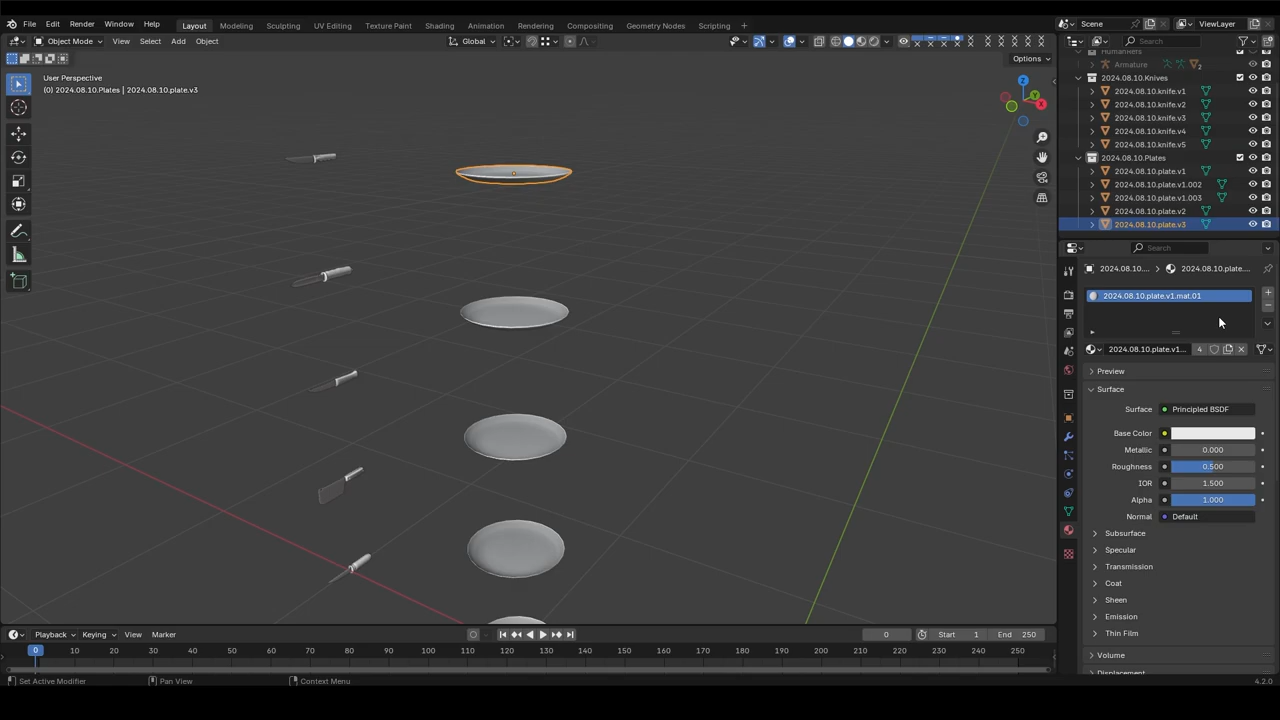 File Edit Render Window Help Layout Modeling Sculpting UV Editing Texture Paint Shading Animation Rendering Compositing Geometry Nodes Scripting + Scene ViewLayer
Object Mode View Select Add Object Global Search
Options
User Perspective
(0) 2024.08.10.Plates | 2024.08.10.plate.v3
Z
Y
X
HumanRefs
Armature 2
2024.08.10.Knives
2024.08.10.knife.v1
2024.08.10.knife.v2
2024.08.10.knife.v3
2024.08.10.knife.v4
2024.08.10.knife.v5
2024.08.10.Plates
2024.08.10.plate.v1
2024.08.10.plate.v1.002
2024.08.10.plate.v1.003
2024.08.10.plate.v2
2024.08.10.plate.v3
Search
2024.08.10.... > 2024.08.10.plate....
2024.08.10.plate.v1.mat.01
2024.08.10.plate.v1... 4
Preview
Surface
Surface Principled BSDF
Base Color
Metallic 0.000
Roughness 0.500
IOR 1.500
Alpha 1.000
Normal Default
Subsurface
Specular
Transmission
Coat
Sheen
Emission
Thin Film
Volume
Displacement
Playback Keying View Marker 0 Start 1 End 250
0 10 20 30 40 50 60 70 80 90 100 110 120 130 140 150 160 170 180 190 200 210 220 230 240 250
Set Active Modifier Pan View Context Menu 4.2.0